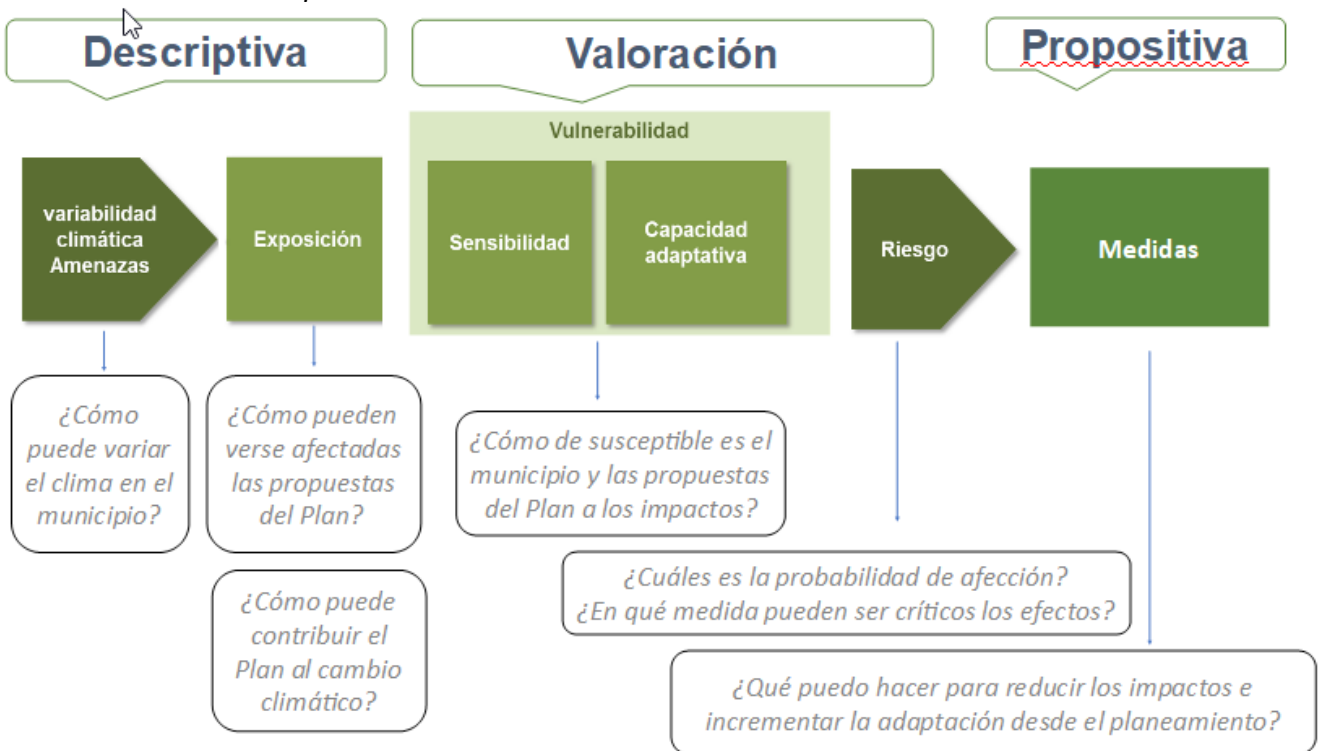 Descriptiva
Valoración
Propositiva
Vulnerabilidad
variabilidad
climática
Amenazas
Exposición
Sensibilidad
Capacidad
adaptativa
Riesgo
Medidas
¿Cómo
puede variar
el clima en el
municipio?
¿Cómo pueden
verse afectadas
las propuestas
del Plan?
¿Cómo de susceptible es el
municipio y las propuestas
del Plan a los impactos?
¿Cómo puede
contribuir el
Plan al cambio
climático?
¿Cuáles es la probabilidad de afección?
¿En qué medida pueden ser críticos los efectos?
¿Qué puedo hacer para reducir los impactos e
incrementar la adaptación desde el planeamiento?